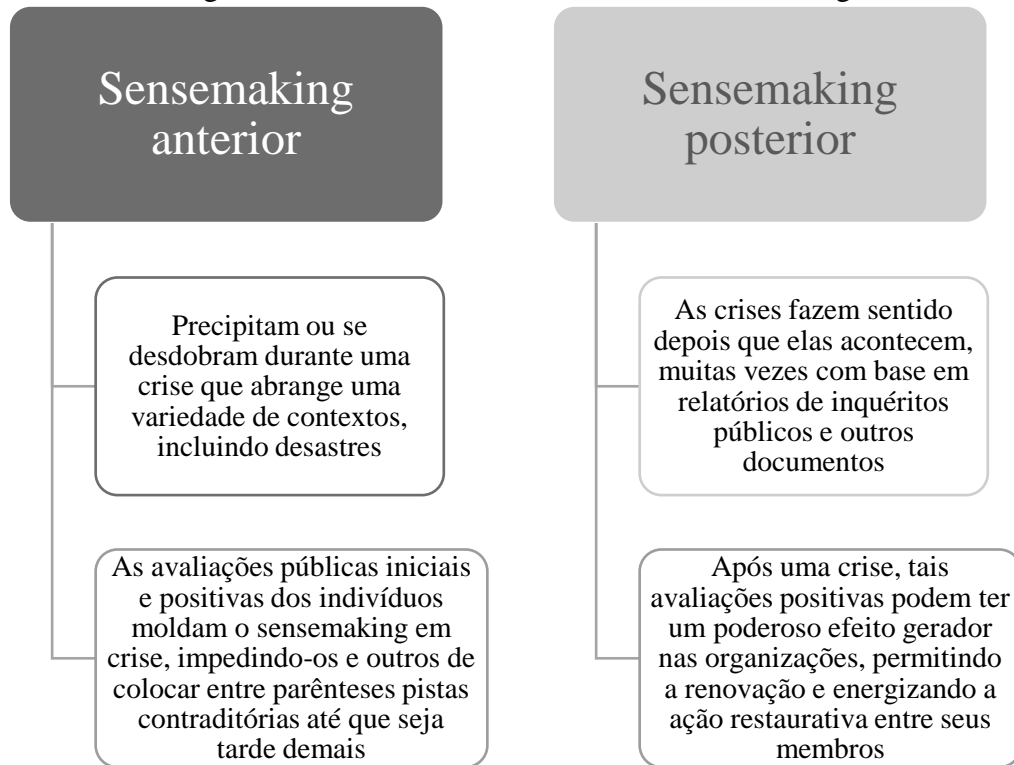 Sensemaking
anterior
Precipitam ou se
desdobram durante uma
crise que abrange uma
variedade de contextos,
incluindo desastres
As avaliações públicas iniciais
e positivas dos indivíduos
moldam o sensemaking em
crise, impedindo-os e outros de
colocar entre parênteses pistas
contraditórias até que seja
tarde demais
Sensemaking
posterior
As crises fazem sentido
depois que elas acontecem,
muitas vezes com base em
relatórios de inquéritos
públicos e outros
documentos
Após uma crise, tais
avaliações positivas podem ter
um poderoso efeito gerador
nas organizações, permitindo
a renovação e energizando a
ação restaurativa entre seus
membros